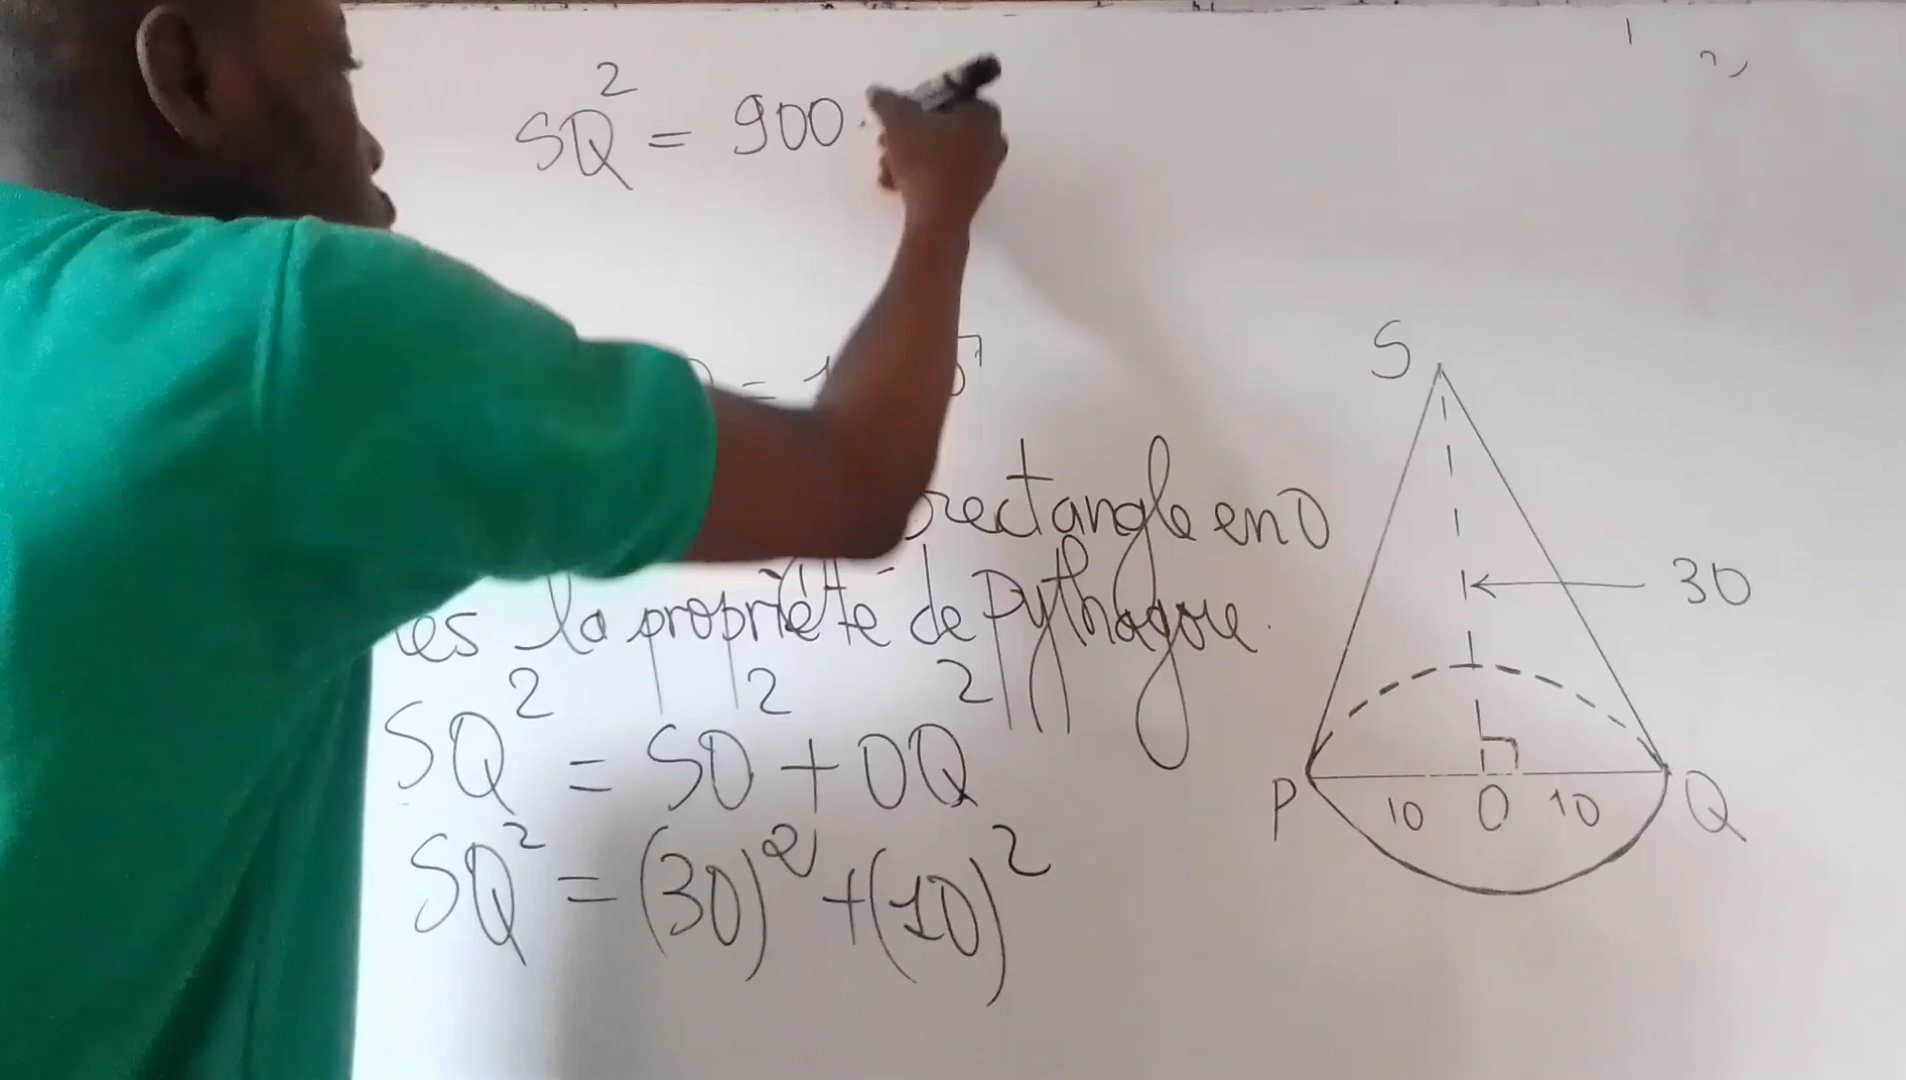 SQ² = 900
rectangle en O
la propriété de Pythagore.
SQ² = SO² + OQ²
SQ² = (30)² + (10)²
S
30
P 10 O 10 Q